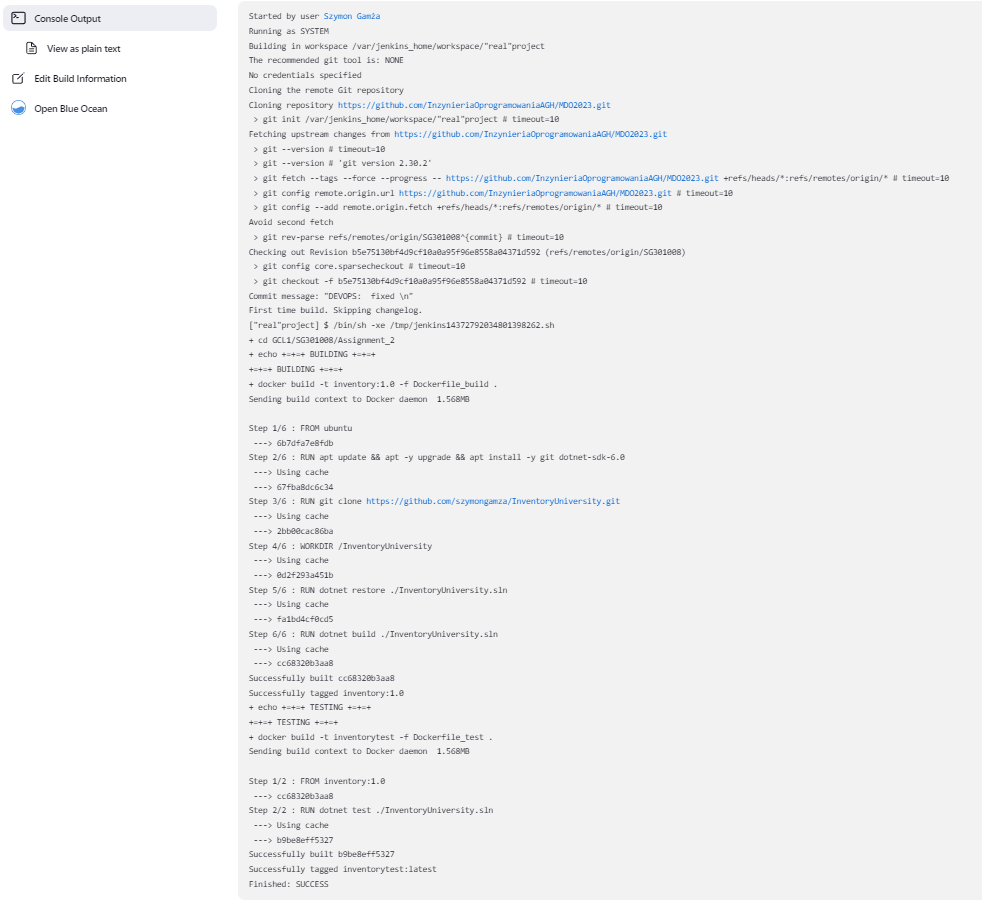 Console Output
View as plain text
Edit Build Information
Open Blue Ocean
Started by user Szymon Gamża
Running as SYSTEM
Building in workspace /var/jenkins_home/workspace/"real"project
The recommended git tool is: NONE
No credentials specified
Cloning the remote Git repository
Cloning repository https://github.com/InzynieriaOprogramowaniaAGH/MDO2023.git
> git init /var/jenkins_home/workspace/"real"project # timeout=10
Fetching upstream changes from https://github.com/InzynieriaOprogramowaniaAGH/MDO2023.git
> git --version # timeout=10
> git --version # 'git version 2.30.2'
> git fetch --tags --force --progress -- https://github.com/InzynieriaOprogramowaniaAGH/MDO2023.git +refs/heads/*:refs/remotes/origin/* # timeout=10
> git config remote.origin.url https://github.com/InzynieriaOprogramowaniaAGH/MDO2023.git # timeout=10
> git config --add remote.origin.fetch +refs/heads/*:refs/remotes/origin/* # timeout=10
Avoid second fetch
> git rev-parse refs/remotes/origin/SG301008^{commit} # timeout=10
Checking out Revision b5e75130bf4d9cf10a0a95f96e8558a04371d592 (refs/remotes/origin/SG301008)
> git config core.sparsecheckout # timeout=10
> git checkout -f b5e75130bf4d9cf10a0a95f96e8558a04371d592 # timeout=10
Commit message: "DEVOPS:  fixed \n"
First time build. Skipping changelog.
["real"project] $ /bin/sh -xe /tmp/jenkins14372792034801398262.sh
+ cd GCL1/SG301008/Assignment_2
+ echo +=+=+ BUILDING +=+=+
+=+=+ BUILDING +=+=+
+ docker build -t inventory:1.0 -f Dockerfile_build .
Sending build context to Docker daemon  1.568MB
Step 1/6 : FROM ubuntu
---> 6b7dfa7e8fdb
Step 2/6 : RUN apt update && apt -y upgrade && apt install -y git dotnet-sdk-6.0
---> Using cache
---> 67fba8dc6c34
Step 3/6 : RUN git clone https://github.com/szymongamza/InventoryUniversity.git
---> Using cache
---> 2bb00cac86ba
Step 4/6 : WORKDIR /InventoryUniversity
---> Using cache
---> 0d2f293a451b
Step 5/6 : RUN dotnet restore ./InventoryUniversity.sln
---> Using cache
---> fa1bd4cf0cd5
Step 6/6 : RUN dotnet build ./InventoryUniversity.sln
---> Using cache
---> cc68320b3aa8
Successfully built cc68320b3aa8
Successfully tagged inventory:1.0
+ echo +=+=+ TESTING +=+=+
+=+=+ TESTING +=+=+
+ docker build -t inventorytest -f Dockerfile_test .
Sending build context to Docker daemon  1.568MB
Step 1/2 : FROM inventory:1.0
---> cc68320b3aa8
Step 2/2 : RUN dotnet test ./InventoryUniversity.sln
---> Using cache
---> b9be8eff5327
Successfully built b9be8eff5327
Successfully tagged inventorytest:latest
Finished: SUCCESS